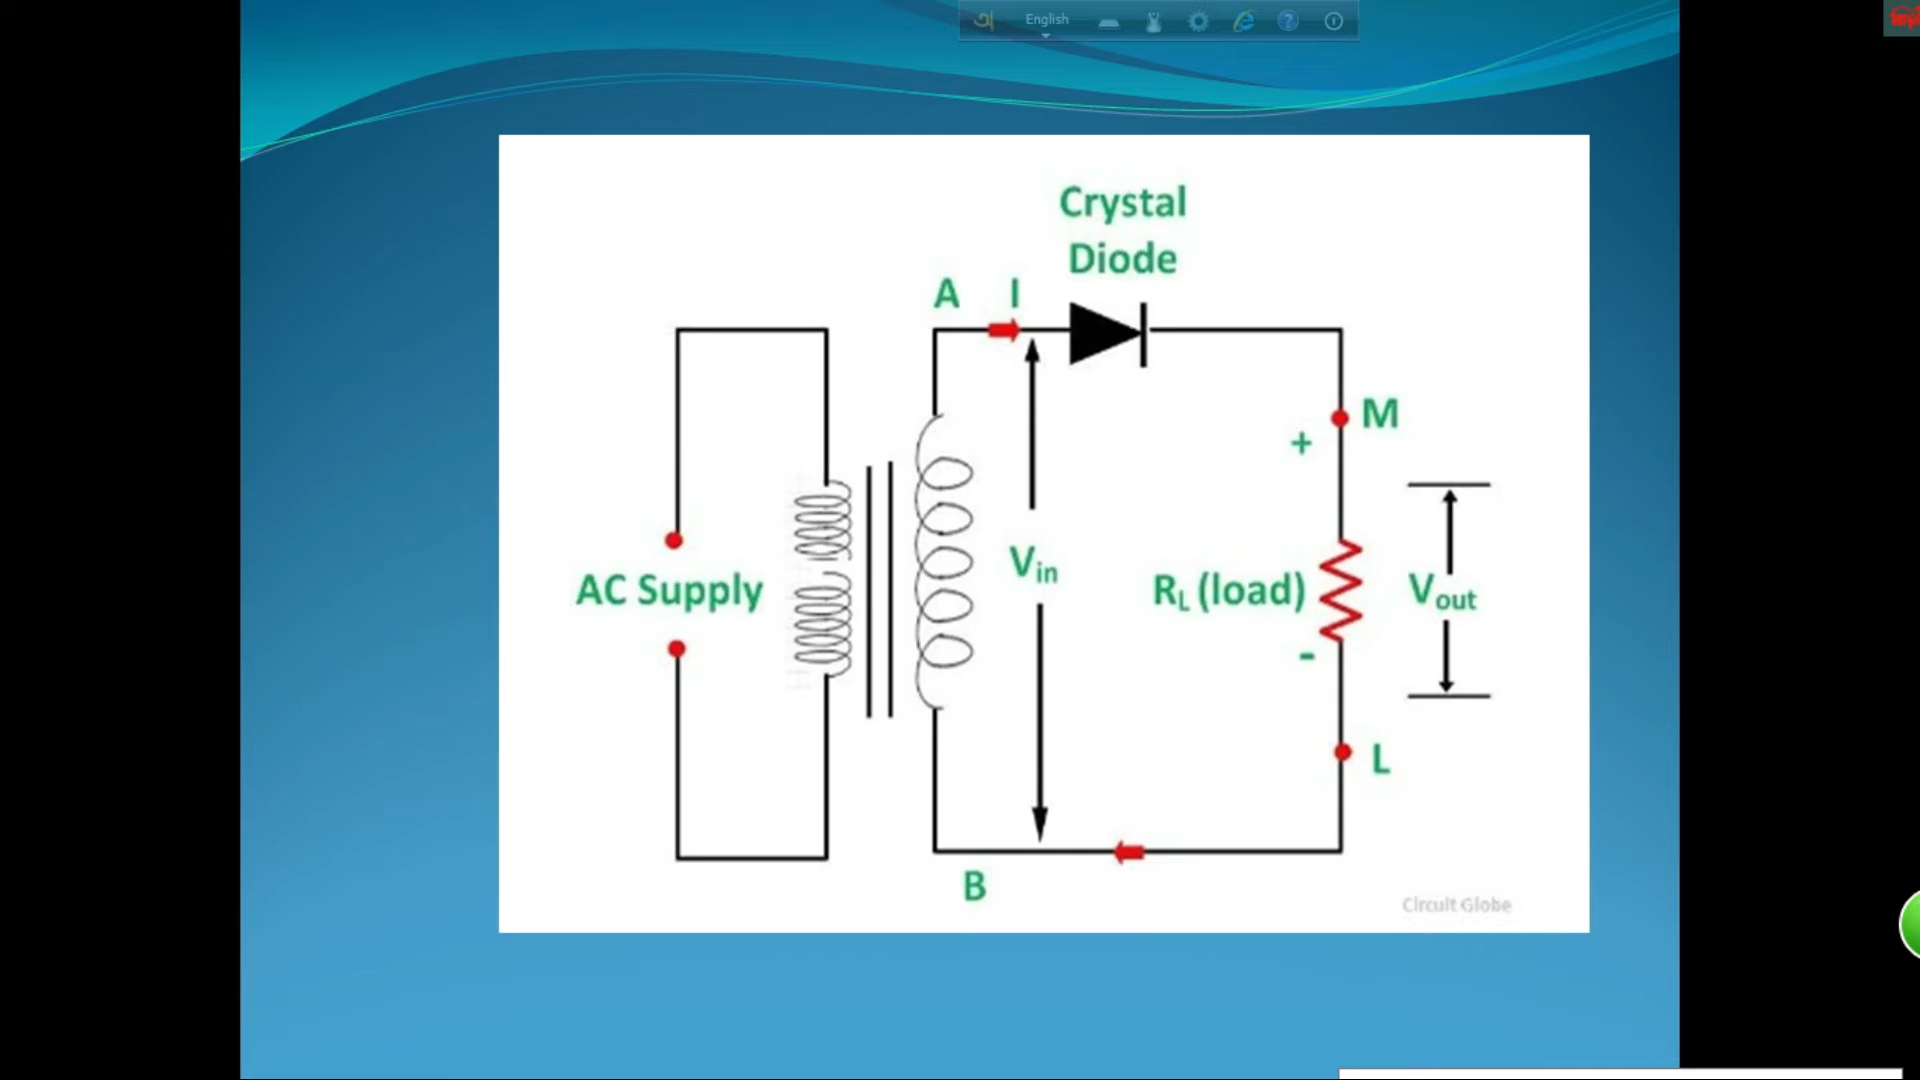 অ English
Crystal
Diode
A I
M
+
AC Supply
Vin
RL (load)
Vout
-
L
B
Circuit Globe